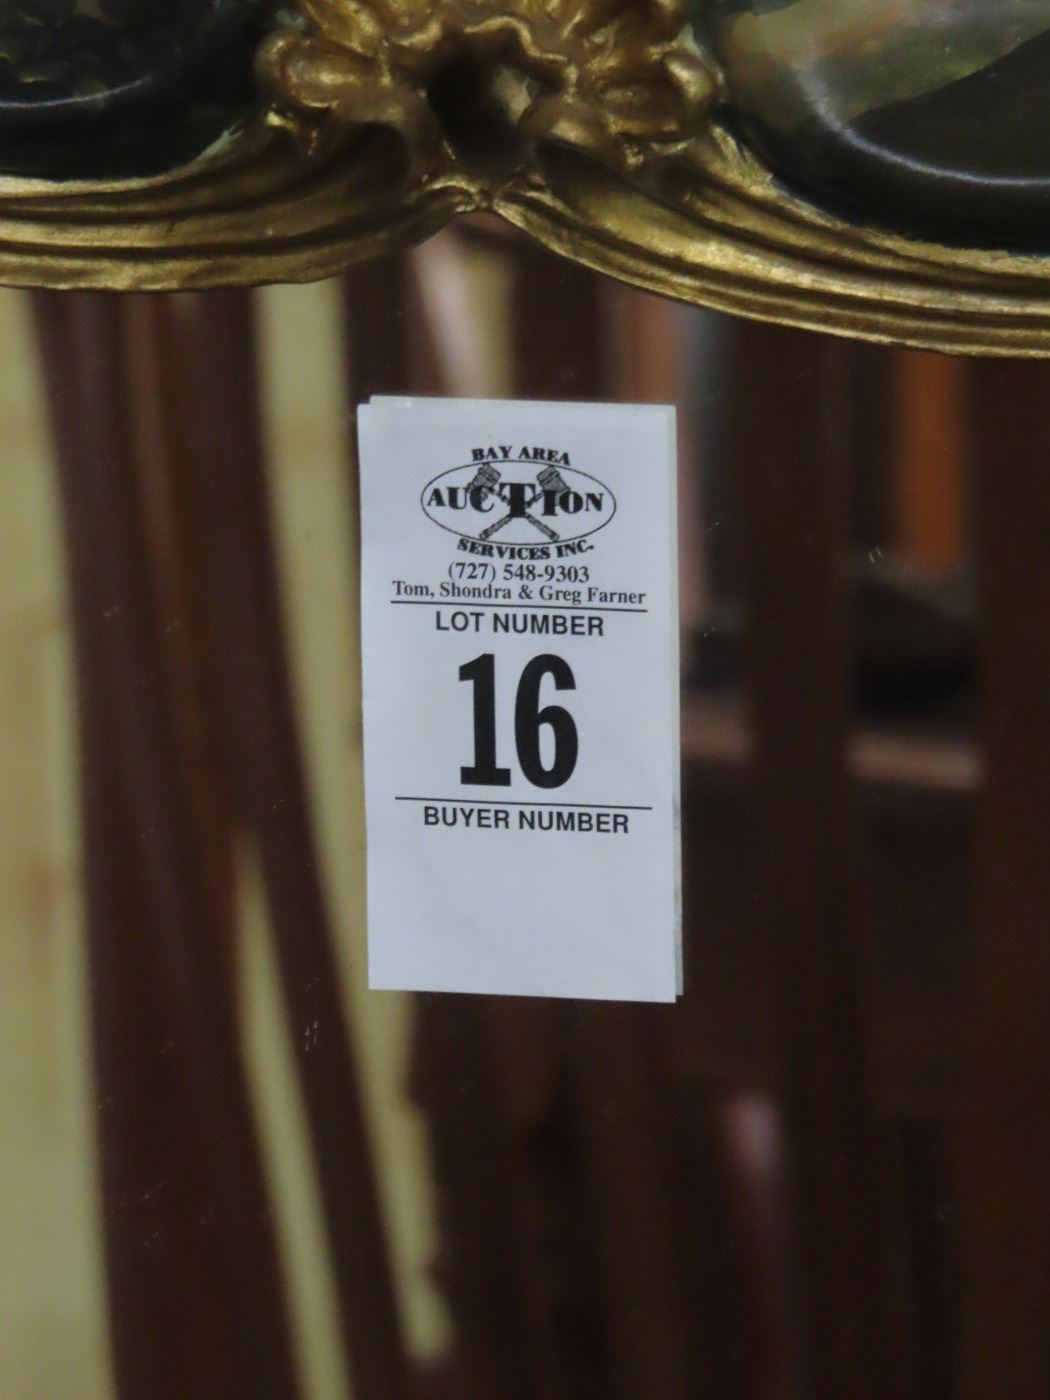 BAY AREA
AUCTION
SERVICES INC.
(727) 548-9303
Tom, Shondra & Greg Farner
LOT NUMBER
16
BUYER NUMBER